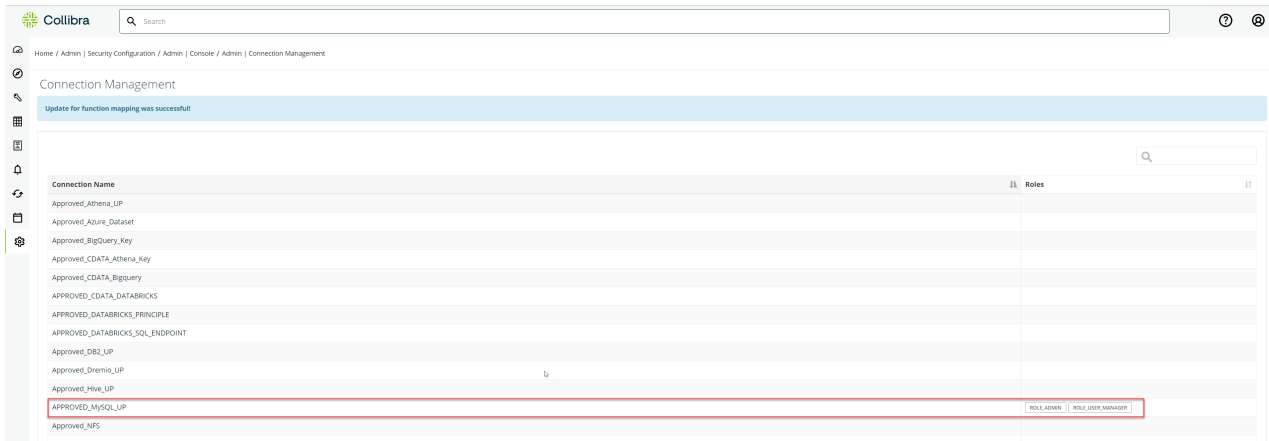 Collibra
Search
Home / Admin | Security Configuration / Admin | Console / Admin | Connection Management
Connection Management
Update for function mapping was successful!
Connection Name Roles
Approved_Athena_UP
Approved_Azure_Dataset
Approved_BigQuery_Key
Approved_CDATA_Athena_Key
Approved_CDATA_Bigquery
APPROVED_CDATA_DATABRICKS
APPROVED_DATABRICKS_PRINCIPLE
APPROVED_DATABRICKS_SQL_ENDPOINT
Approved_DB2_UP
Approved_Dremio_UP
Approved_Hive_UP
APPROVED_MySQL_UP ROLE_ADMIN ROLE_USER_MANAGER
Approved_NFS